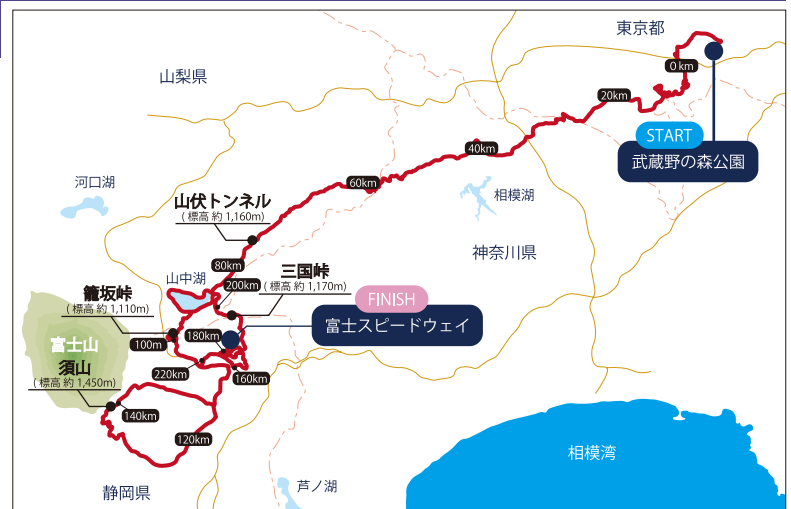 東京都
0 km
山梨県
20km
START
武蔵野の森公園
40km
60km
河口湖
相模湖
山伏トンネル
( 標高 約 1,160m)
神奈川県
80km
三国峠
( 標高 約 1,170m)
山中湖
200km
籠坂峠
( 標高 約 1,110m)
FINISH
富士スピードウェイ
180km
100m
富士山
須山
( 標高 約 1,450m)
220km
160km
140km
120km
相模湾
静岡県
芦ノ湖